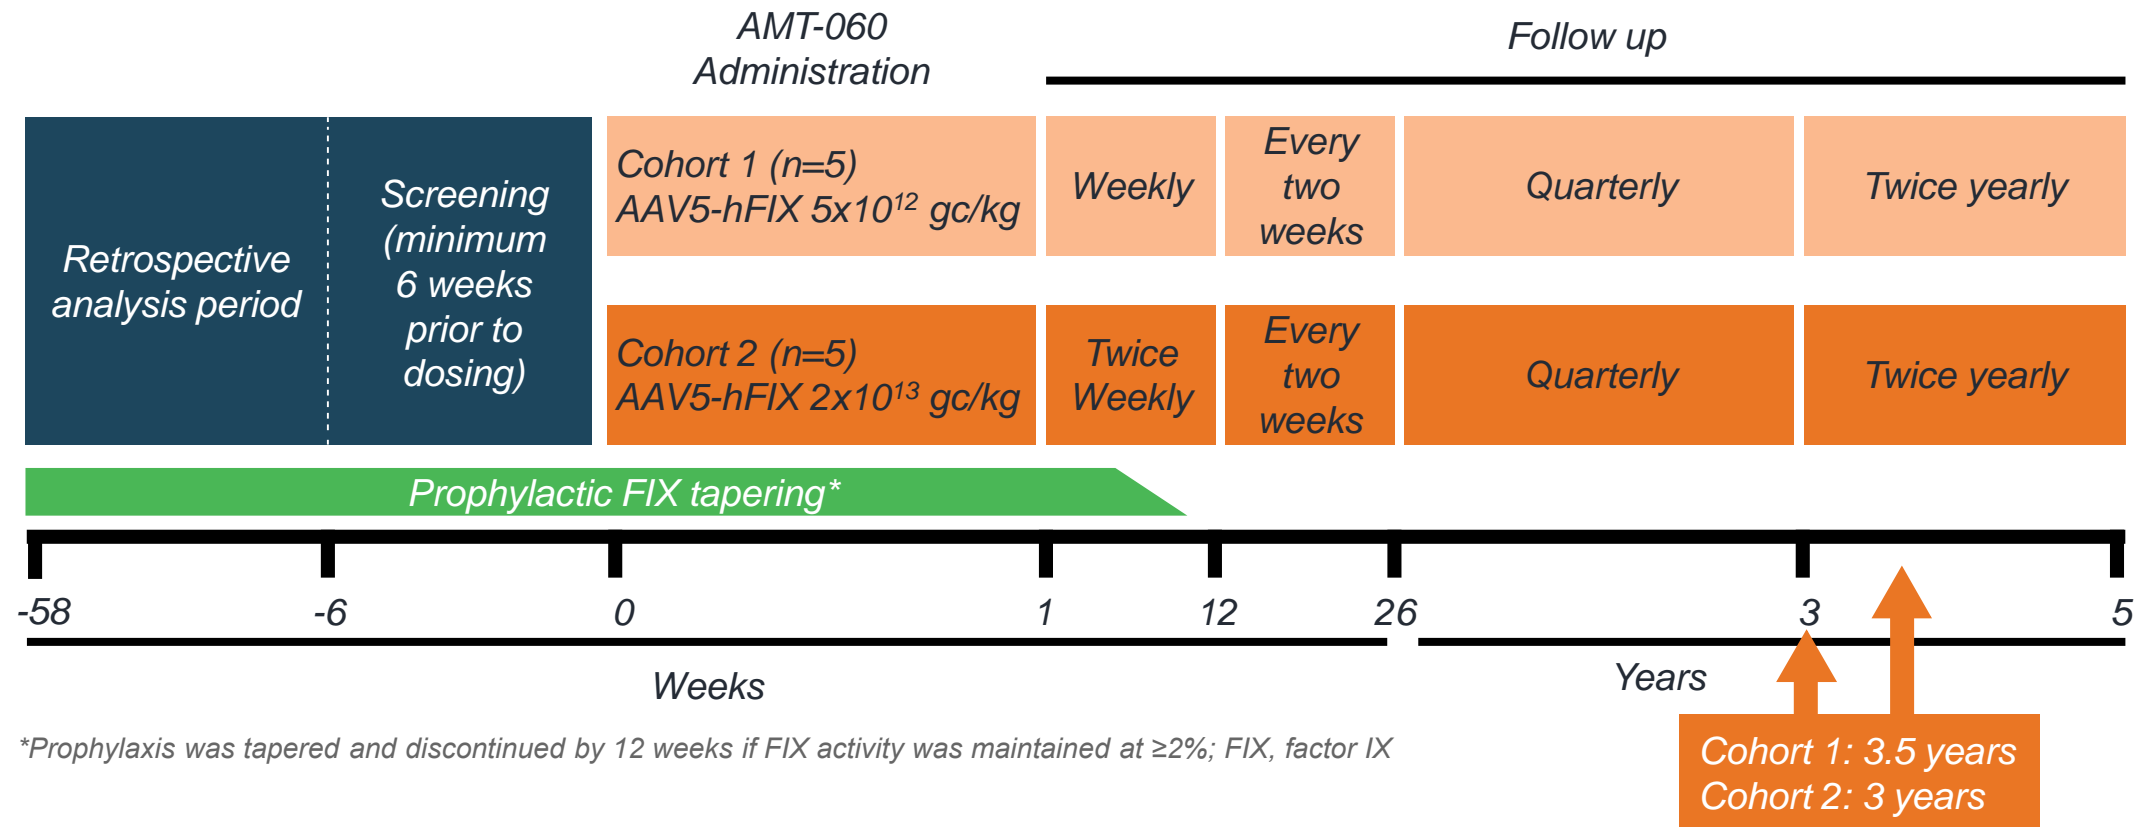 AMT-060
Administration
Follow up
Retrospective
analysis period
Screening
(minimum
6 weeks
prior to
dosing)
Cohort 1 (n=5)
AAV5-hFIX 5x10¹² gc/kg
Weekly
Every
two
weeks
Quarterly
Twice yearly
Cohort 2 (n=5)
AAV5-hFIX 2x10¹³ gc/kg
Twice
Weekly
Every
two
weeks
Quarterly
Twice yearly
Prophylactic FIX tapering*
-58
-6
0
1
12
26
3
5
Weeks
Years
*Prophylaxis was tapered and discontinued by 12 weeks if FIX activity was maintained at ≥2%; FIX, factor IX
Cohort 1: 3.5 years
Cohort 2: 3 years